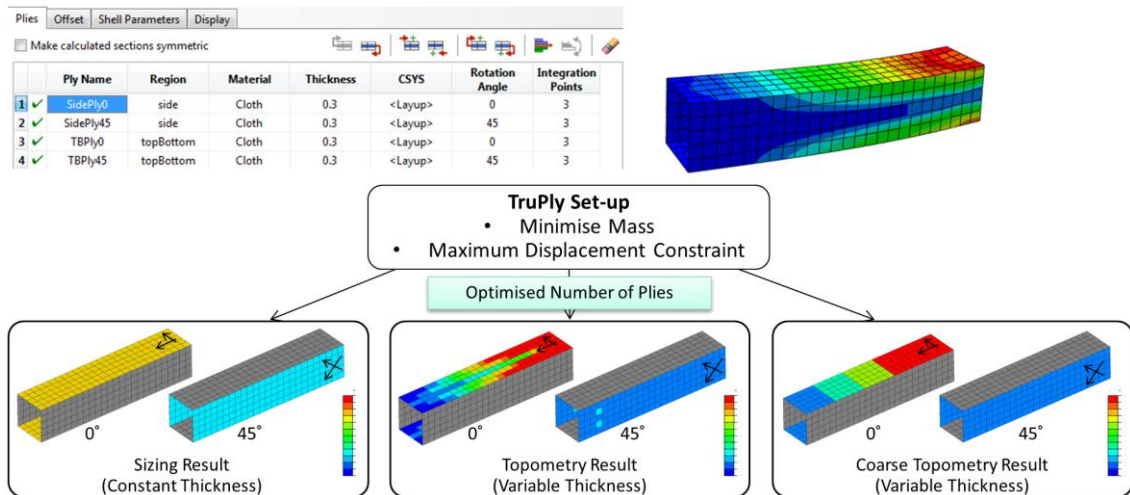 Plies Offset Shell Parameters Display
Make calculated sections symmetric
Ply Name Region Material Thickness CSYS Rotation Angle Integration Points
1 SidePly0 side Cloth 0.3 <Layup> 0 3
2 SidePly45 side Cloth 0.3 <Layup> 45 3
3 TBPly0 topBottom Cloth 0.3 <Layup> 0 3
4 TBPly45 topBottom Cloth 0.3 <Layup> 45 3
TruPly Set-up
• Minimise Mass
• Maximum Displacement Constraint
Optimised Number of Plies
0˚ 45˚
Sizing Result
(Constant Thickness)
0˚ 45˚
Topometry Result
(Variable Thickness)
0˚ 45˚
Coarse Topometry Result
(Variable Thickness)